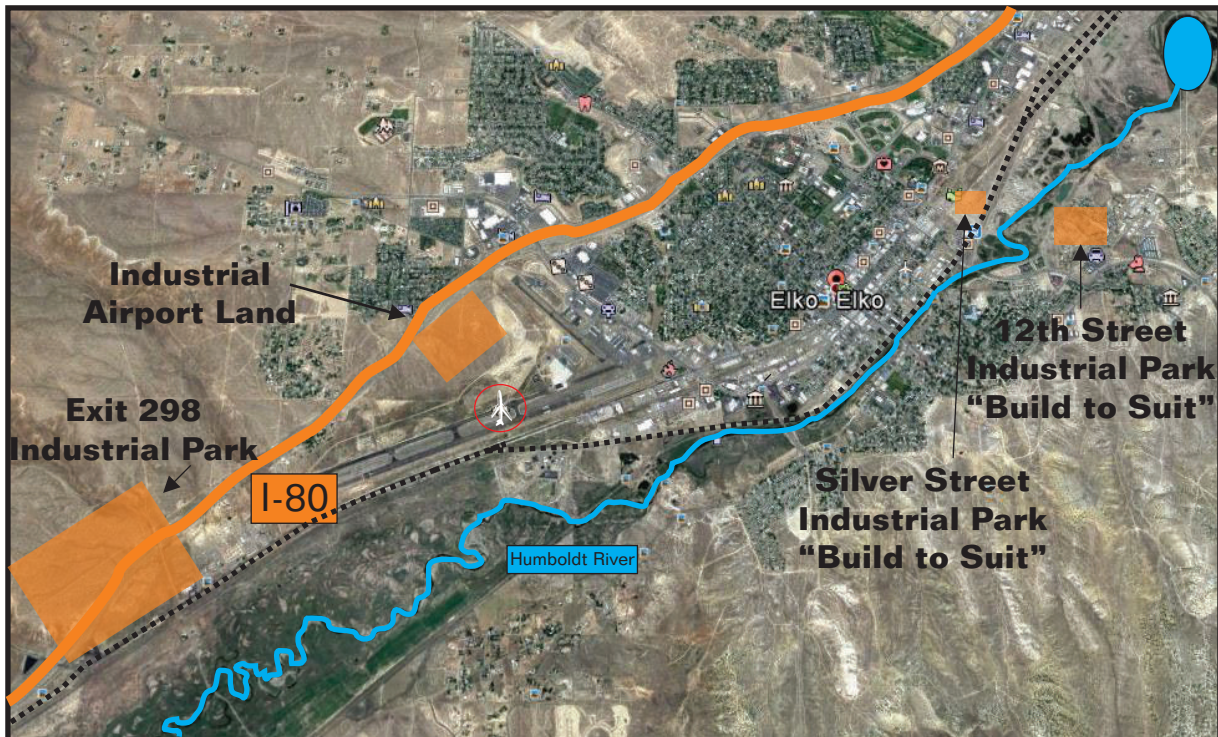 Industrial
Airport Land
Elko Elko
12th Street
Industrial Park
“Build to Suit”
Exit 298
Industrial Park
I-80
Silver Street
Industrial Park
“Build to Suit”
Humboldt River